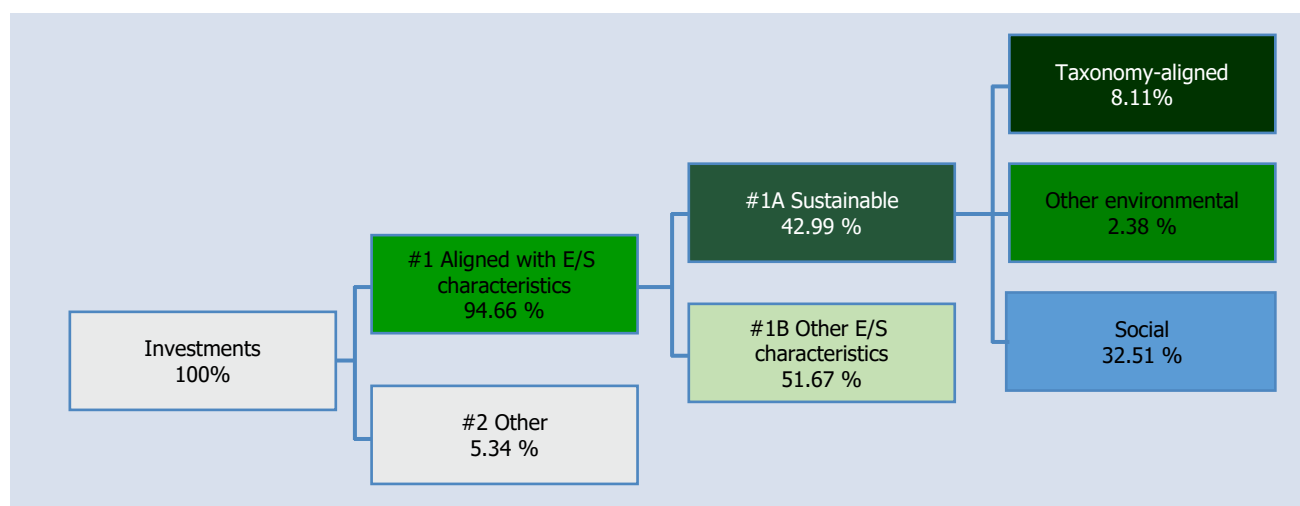 Investments
100%
#1 Aligned with E/S
characteristics
94.66 %
#2 Other
5.34 %
#1A Sustainable
42.99 %
#1B Other E/S
characteristics
51.67 %
Taxonomy-aligned
8.11%
Other environmental
2.38 %
Social
32.51 %